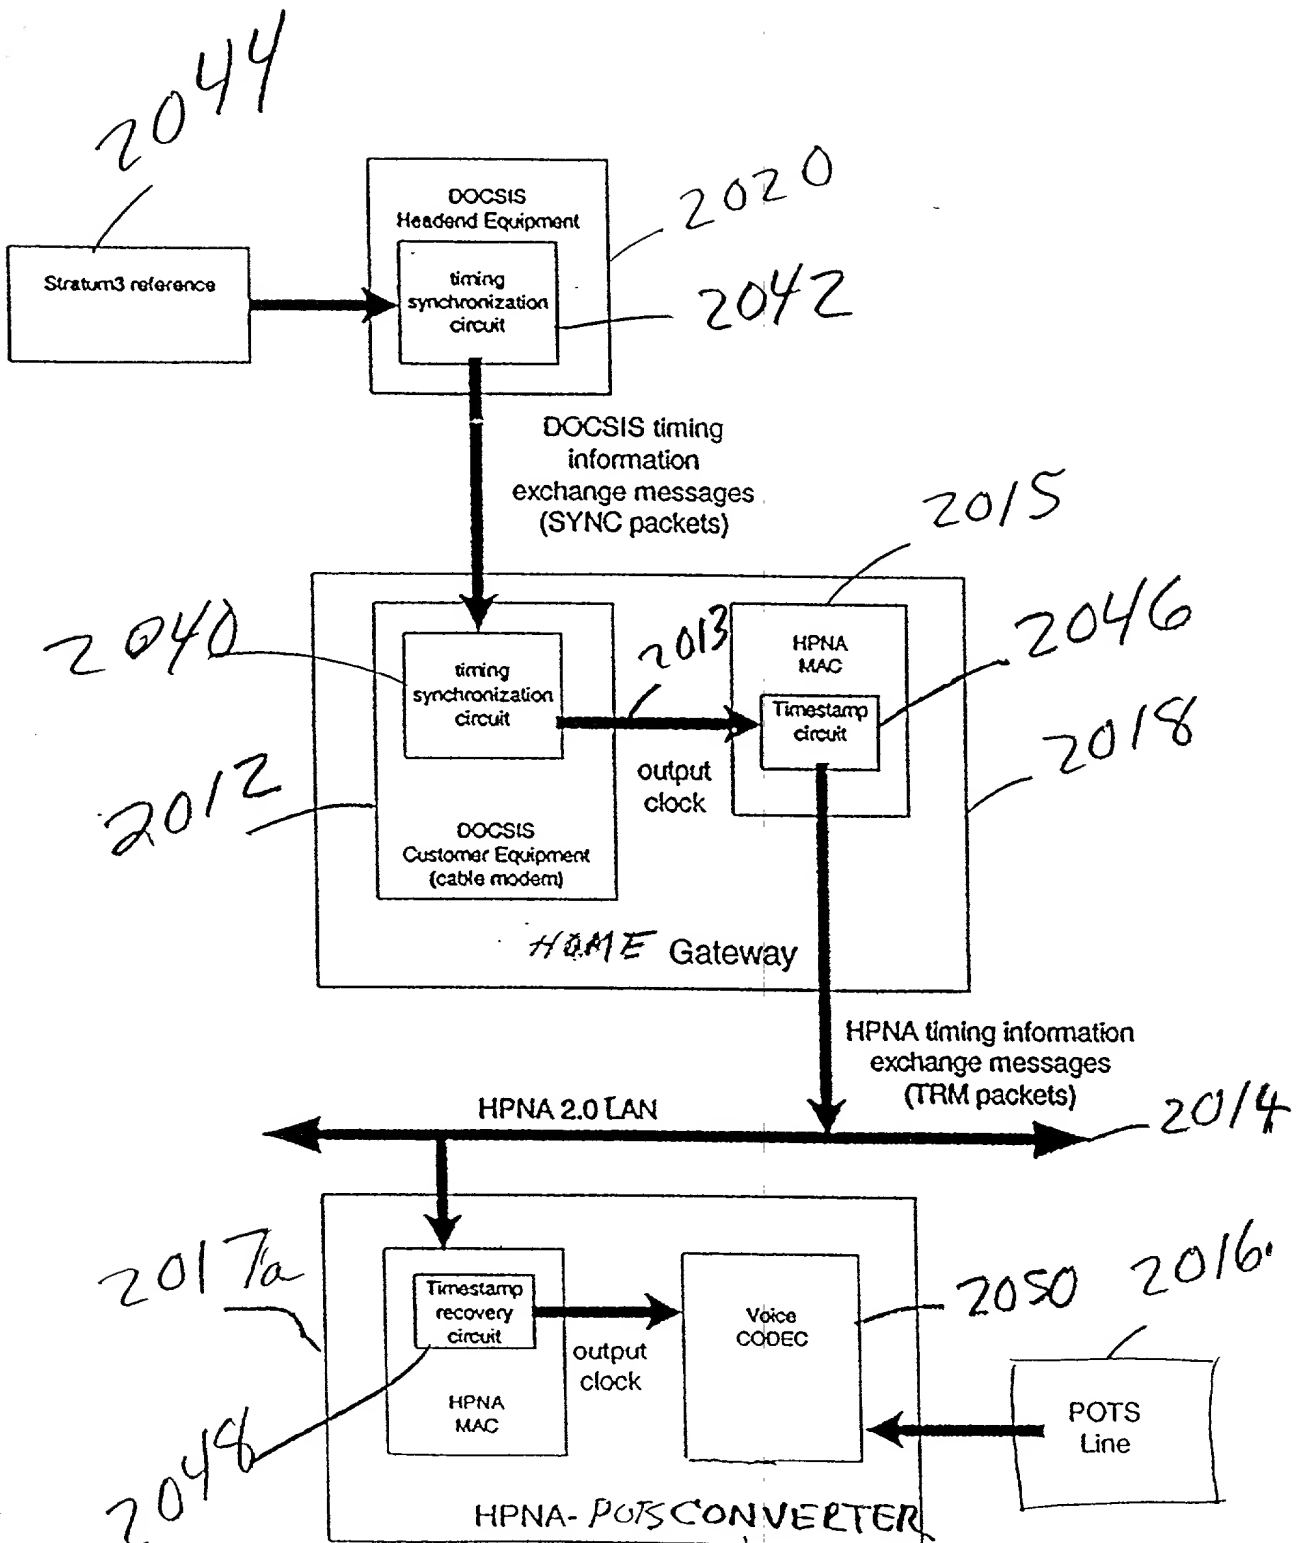 2044
2020
DOCSIS
Headend Equipment
Stratum3 reference
timing
synchronization
circuit
2042
DOCSIS timing
information
exchange messages
(SYNC packets)
2015
2040
timing
synchronization
circuit
2013
HPNA
MAC
2046
Timestamp
circuit
2018
output
clock
2012
DOCSIS
Customer Equipment
(cable modem)
HOME Gateway
HPNA timing information
exchange messages
(TRM packets)
HPNA 2.0 LAN
2014
2017a
Timestamp
recovery
circuit
output
clock
Voice
CODEC
2050
2016
HPNA
MAC
POTS
Line
2048
HPNA- POTS CONVERTER